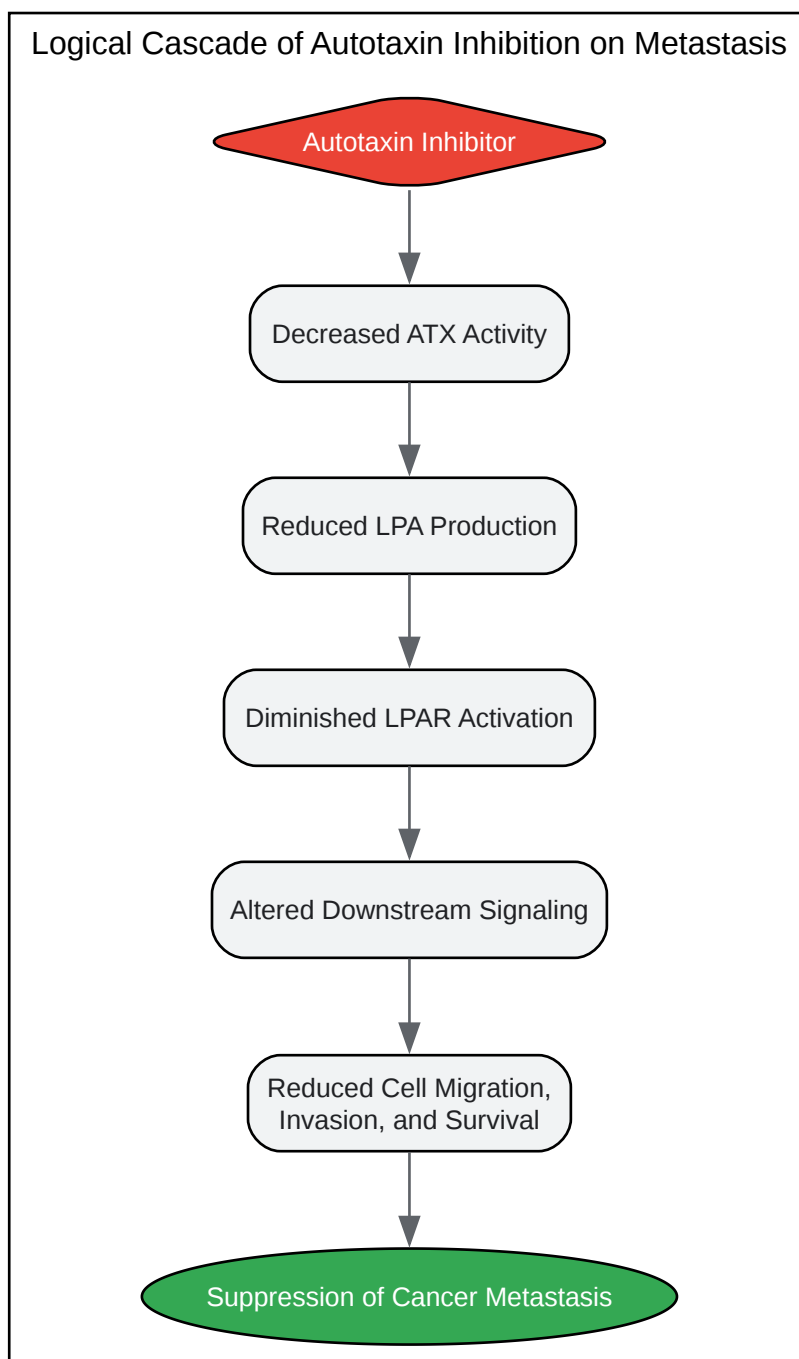 Logical Cascade of Autotaxin Inhibition on Metastasis
Autotaxin Inhibitor
Decreased ATX Activity
Reduced LPA Production
Diminished LPAR Activation
Altered Downstream Signaling
Reduced Cell Migration,
Invasion, and Survival
Suppression of Cancer Metastasis